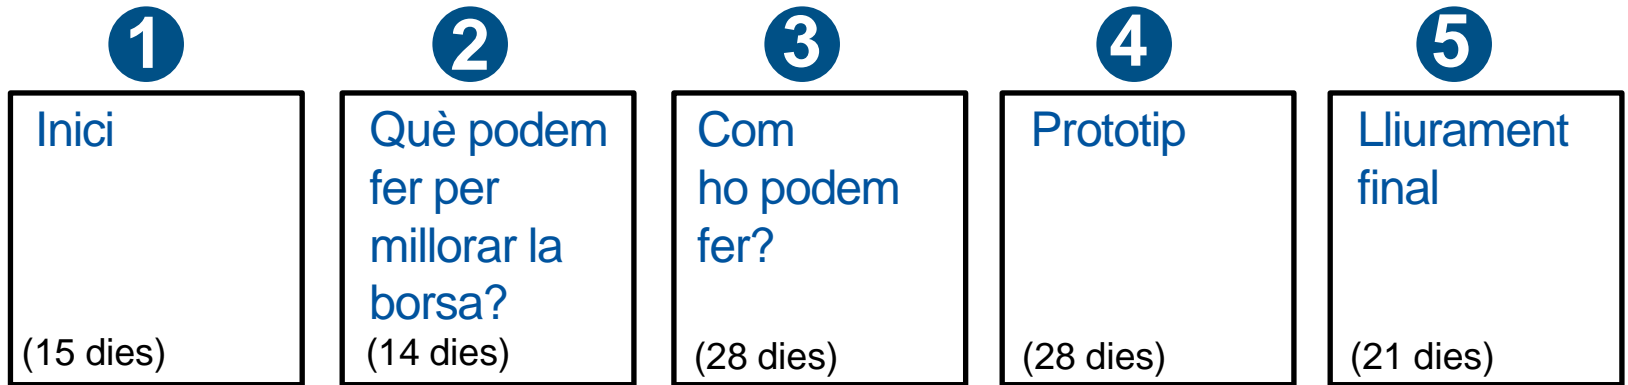 1
Inici
(15 dies)
2
Què podem
fer per
millorar la
borsa?
(14 dies)
3
Com
ho podem
fer?
(28 dies)
4
Prototip
(28 dies)
5
Lliurament
final
(21 dies)